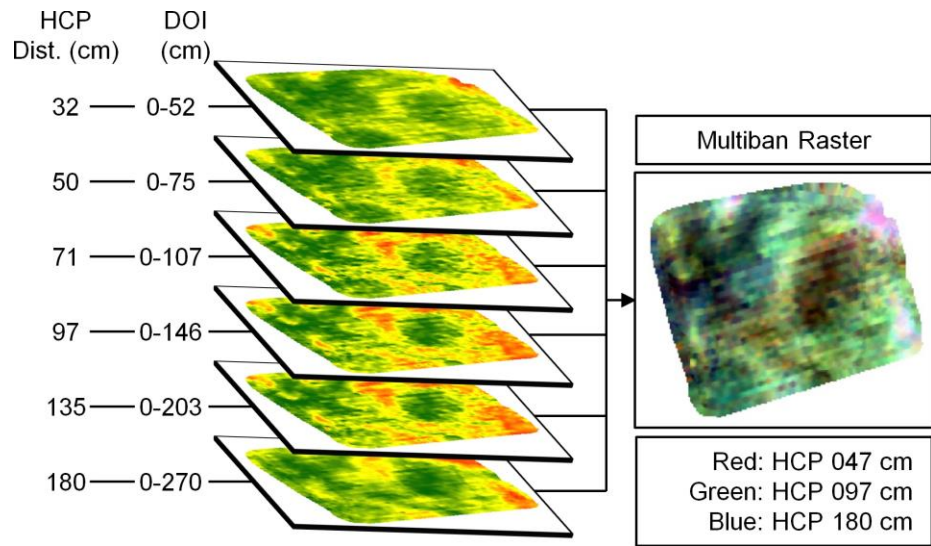 HCP DOI
Dist. (cm) (cm)
32 0-52
50 0-75
71 0-107
97 0-146
135 0-203
180 0-270
Multiban Raster
Red: HCP 047 cm
Green: HCP 097 cm
Blue: HCP 180 cm